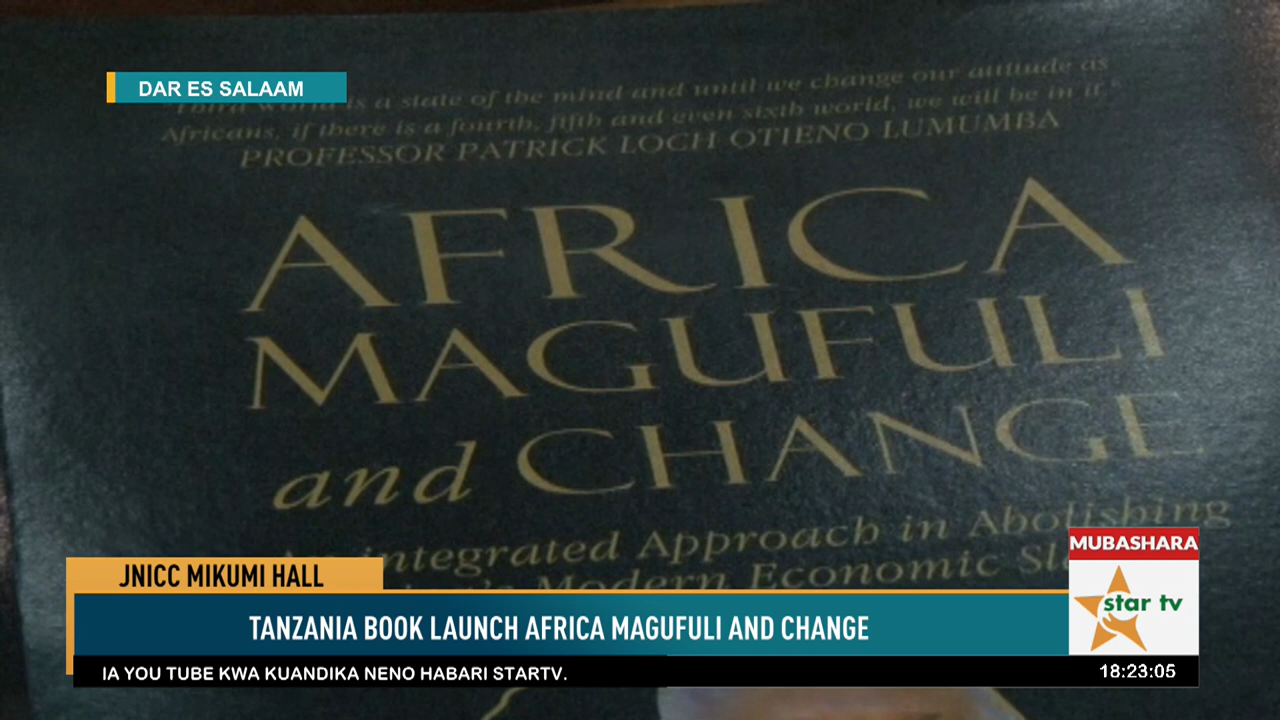 DAR ES SALAAM
"Third world is a state of the mind and until we change our attitude as
Africans, if there is a fourth, fifth and even sixth world, we will be in it."
PROFESSOR PATRICK LOCH OTIENO LUMUMBA
AFRICA
MAGUFULI
and CHANGE
An integrated Approach in Abolishing
Modern Economic
JNICC MIKUMI HALL
TANZANIA BOOK LAUNCH AFRICA MAGUFULI AND CHANGE
MUBASHARA
star tv
IA YOU TUBE KWA KUANDIKA NENO HABARI STARTV.
18:23:05